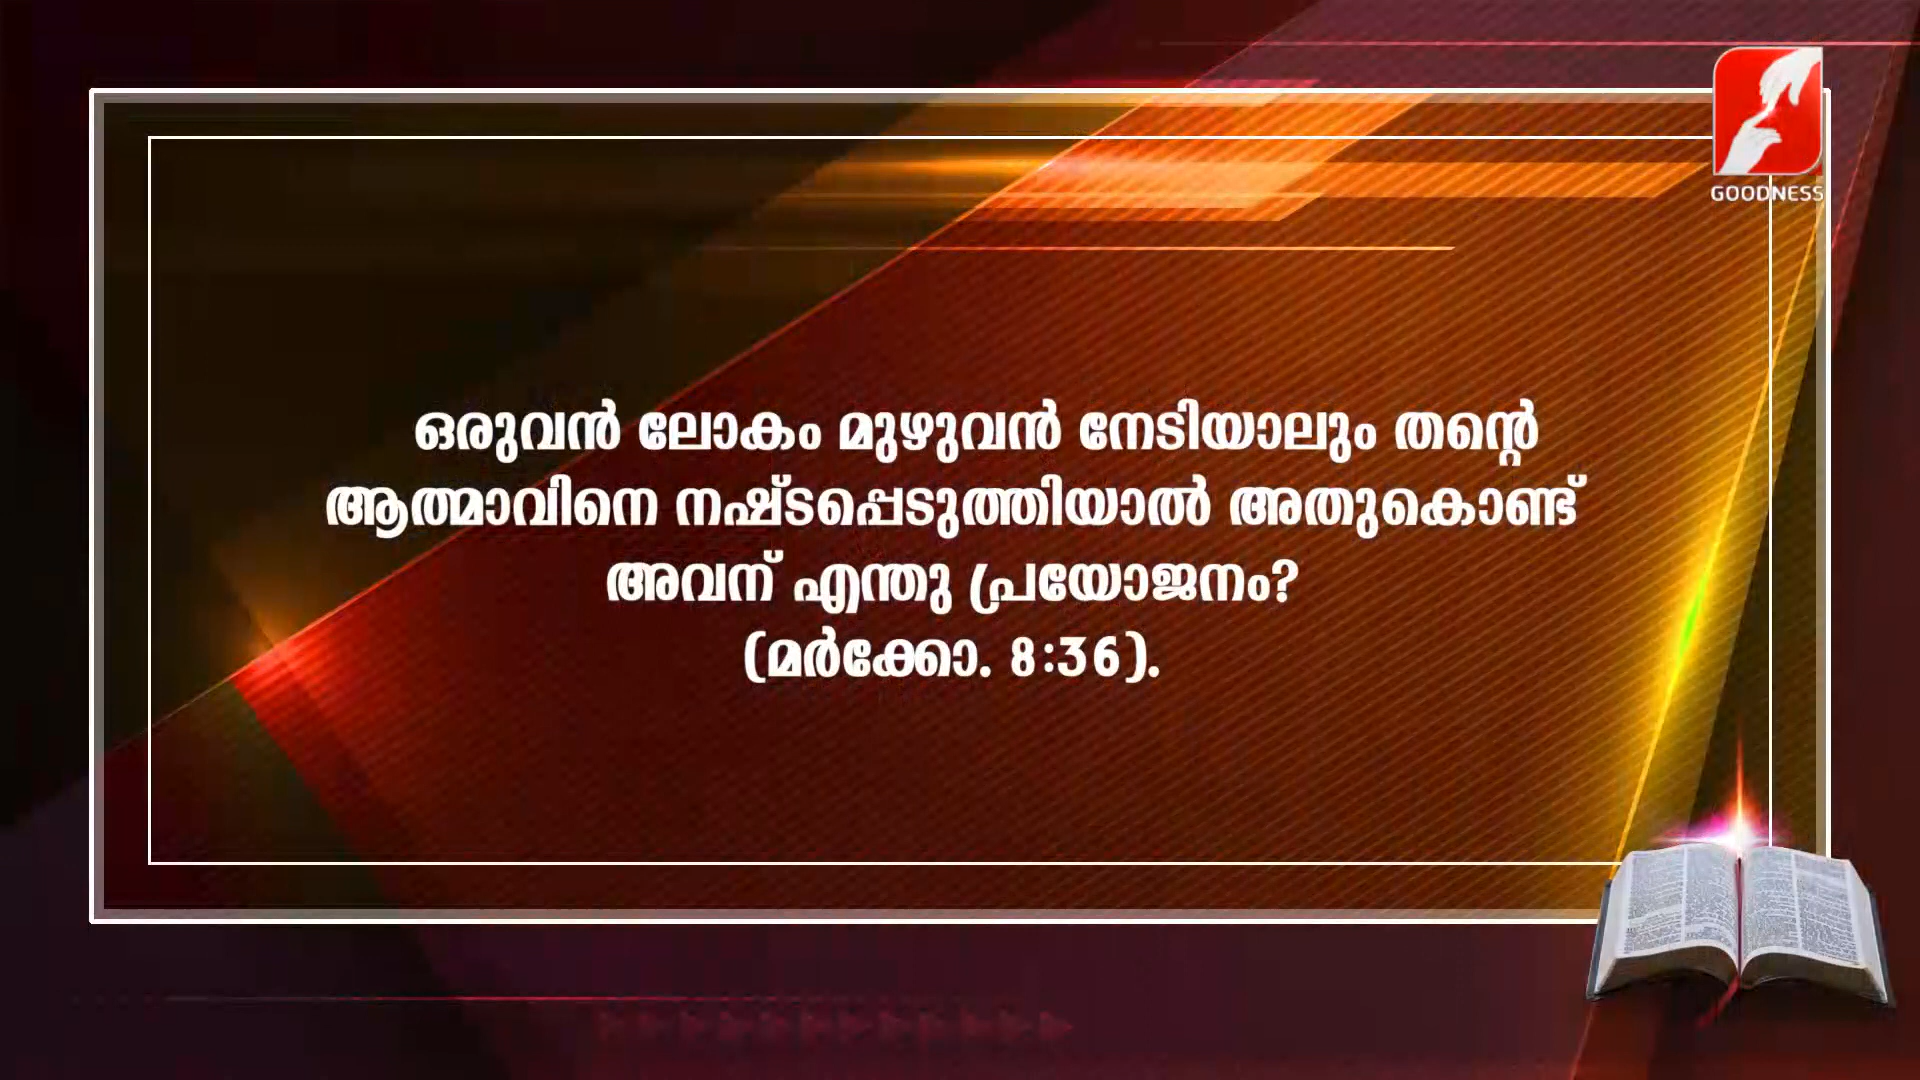 GOODNESS
ഒരുവൻ ലോകം മുഴുവൻ നേടിയാലും തന്റെ
ആത്മാവിനെ നഷ്ടപ്പെടുത്തിയാൽ അതുകൊണ്ട്
അവന് എന്തു പ്രയോജനം?
(മർക്കോ. 8:36).